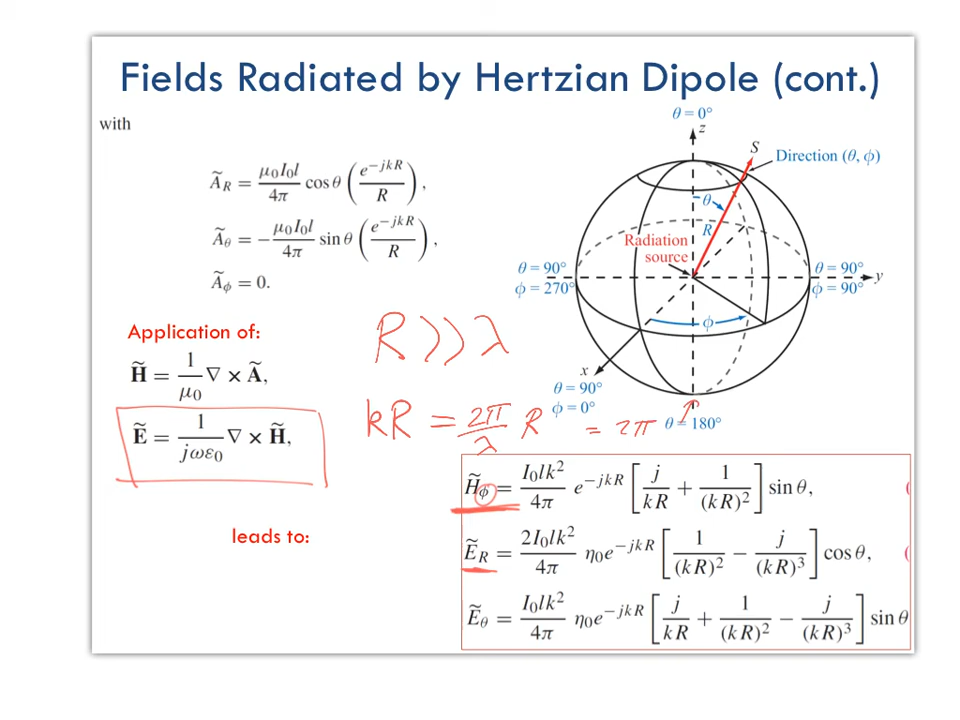 Fields Radiated by Hertzian Dipole (cont.)
with
Ã_R = μ₀I₀l/4π cos θ (e^−jkR/R),
Ã_θ = −μ₀I₀l/4π sin θ (e^−jkR/R),
Ã_ϕ = 0.
θ = 0°
z
S
Direction (θ, ϕ)
θ
R
Radiation
source
θ = 90°
ϕ = 270°
θ = 90°
ϕ = 90°
y
ϕ
x
θ = 90°
ϕ = 0°
θ = 180°
Application of:
H̃ = 1/μ₀ ∇ × Ã,
Ẽ = 1/jωε₀ ∇ × H̃,
R >> λ
kR = 2π/λ R = 2π
leads to:
H̃_ϕ = I₀lk²/4π e^−jkR [j/kR + 1/(kR)²] sin θ,
Ẽ_R = 2I₀lk²/4π η₀e^−jkR [1/(kR)² − j/(kR)³] cos θ,
Ẽ_θ = I₀lk²/4π η₀e^−jkR [j/kR + 1/(kR)² − j/(kR)³] sin θ